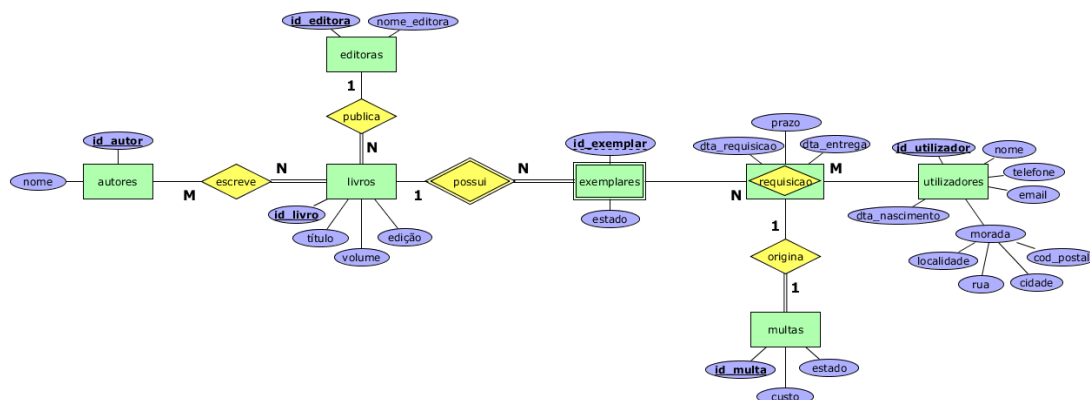 id_editora
nome_editora
editoras
1
publica
N
id_autor
nome
autores
M
escreve
N
livros
id_livro
título
volume
edição
1
possui
N
id_exemplar
exemplares
estado
prazo
dta_requisicao
dta_entrega
N
requisicao
M
id_utilizador
nome
telefone
email
utilizadores
dta_nascimento
morada
localidade
rua
cidade
cod_postal
1
origina
1
multas
id_multa
custo
estado